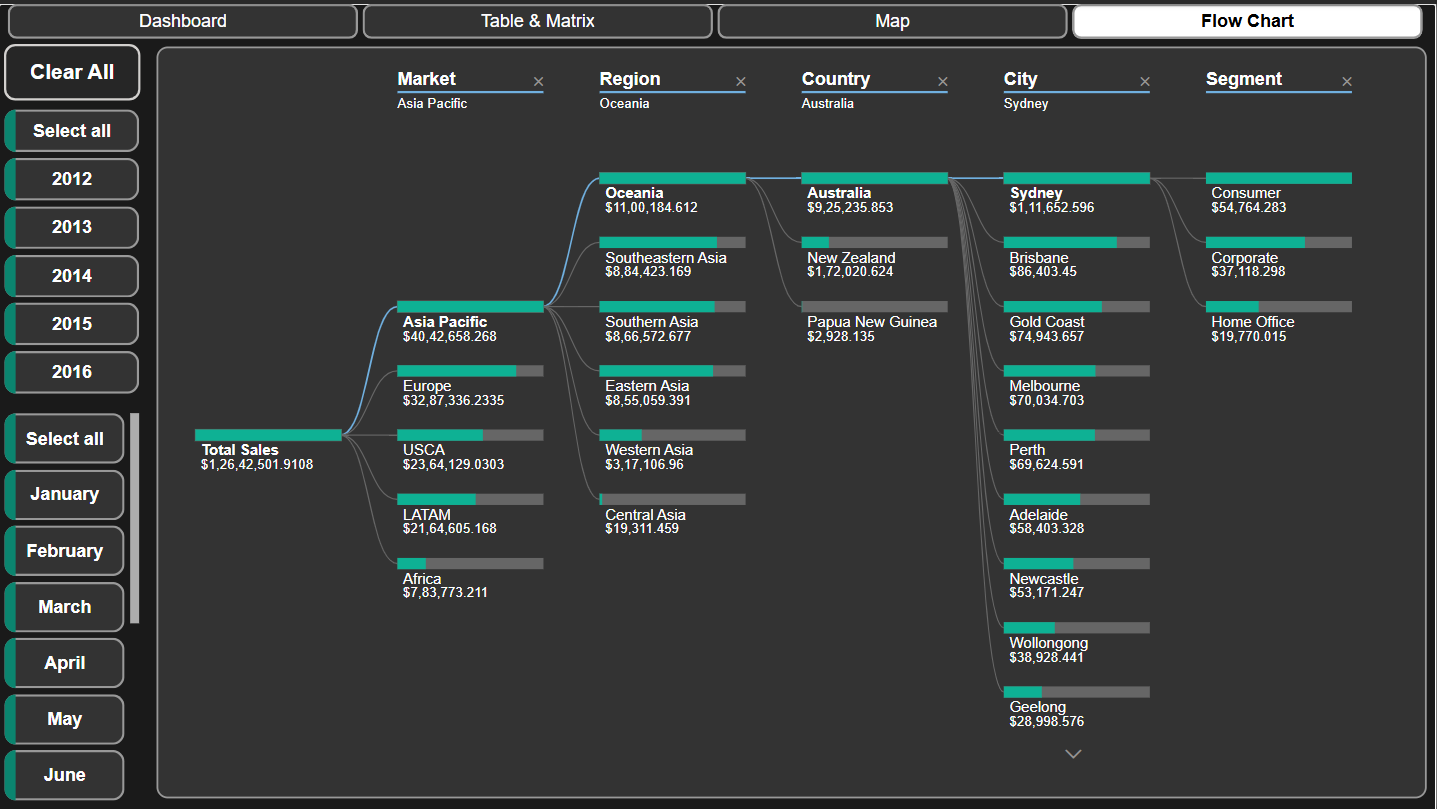 Dashboard
Table & Matrix
Map
Flow Chart
Clear All
Select all
2012
2013
2014
2015
2016
Select all
January
February
March
April
May
June
Market
Asia Pacific
Region
Oceania
Country
Australia
City
Sydney
Segment
Total Sales
$1,26,42,501.9108
Asia Pacific
$40,42,658.268
Europe
$32,87,336.2335
USCA
$23,64,129.0303
LATAM
$21,64,605.168
Africa
$7,83,773.211
Oceania
$11,00,184.612
Southeastern Asia
$8,84,423.169
Southern Asia
$8,66,572.677
Eastern Asia
$8,55,059.391
Western Asia
$3,17,106.96
Central Asia
$19,311.459
Australia
$9,25,235.853
New Zealand
$1,72,020.624
Papua New Guinea
$2,928.135
Sydney
$1,11,652.596
Brisbane
$86,403.45
Gold Coast
$74,943.657
Melbourne
$70,034.703
Perth
$69,624.591
Adelaide
$58,403.328
Newcastle
$53,171.247
Wollongong
$38,928.441
Geelong
$28,998.576
Consumer
$54,764.283
Corporate
$37,118.298
Home Office
$19,770.015